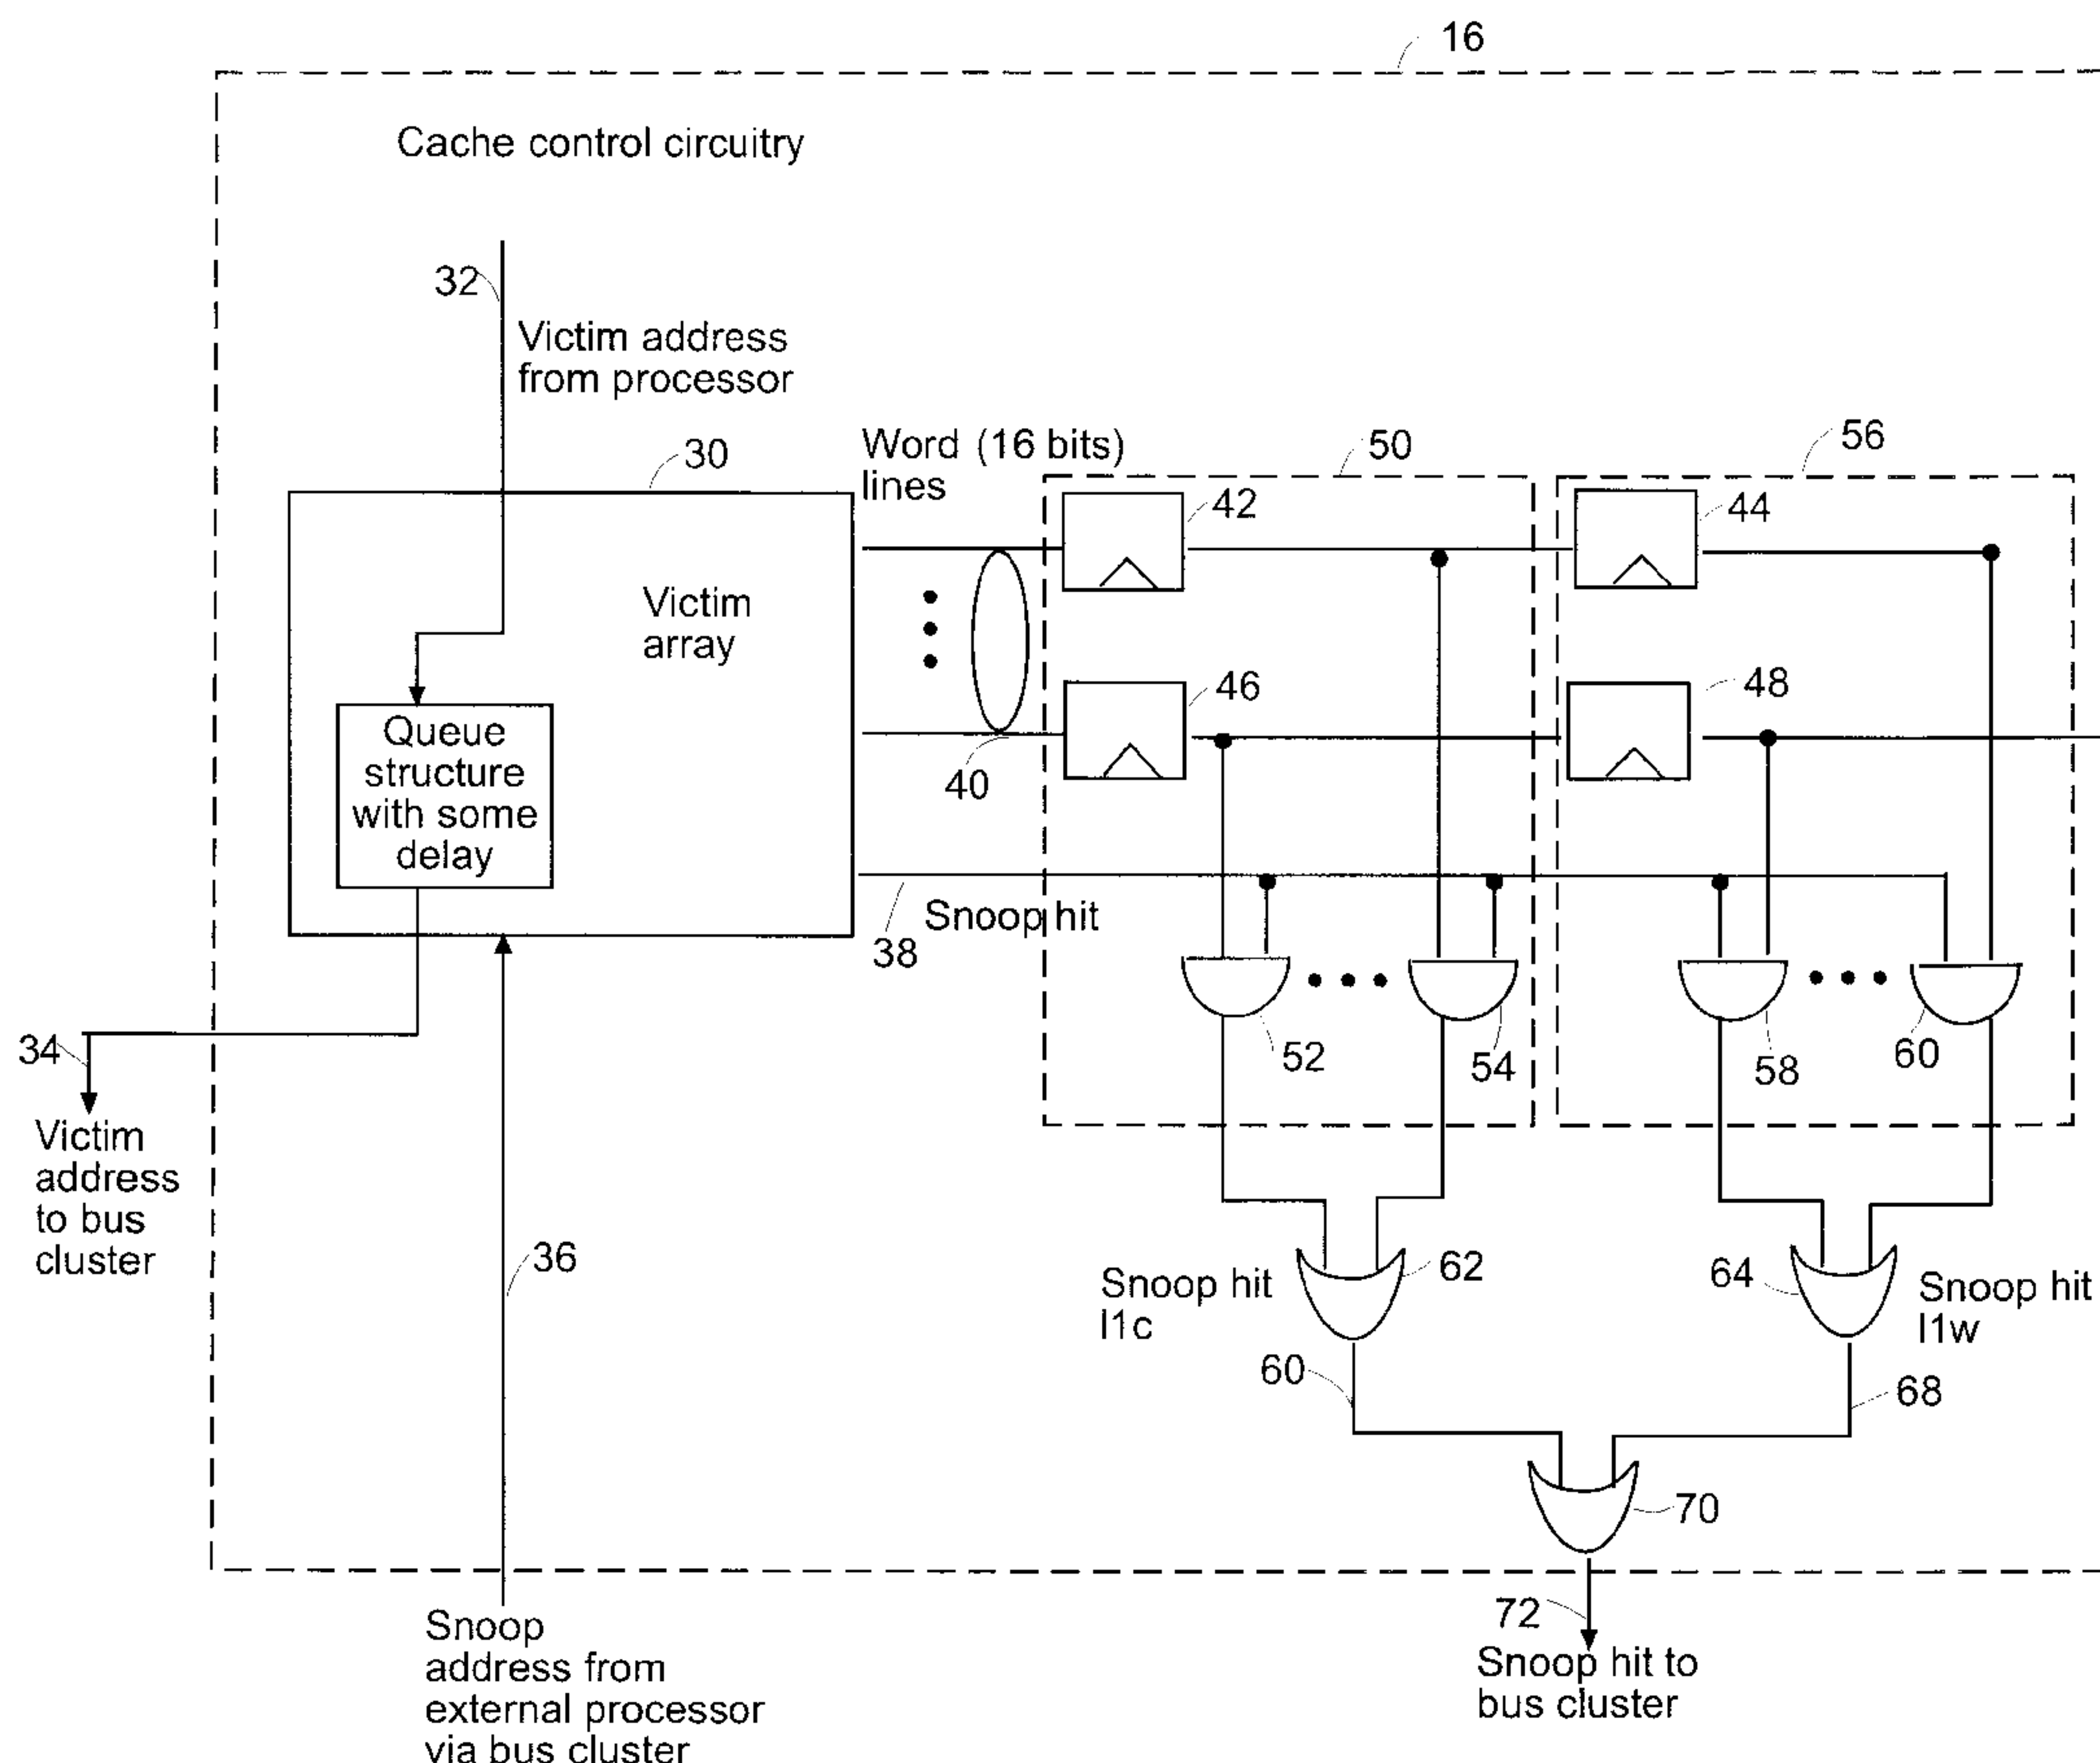 16
Cache control circuitry
32
Victim address
from processor
30
Word (16 bits)
lines
50
56
42
44
Victim
array
46
48
Queue
structure
with some
delay
40
Snoop hit
38
34
52
54
58
60
Victim
address
to bus
cluster
36
Snoop hit
l1c
62
64
Snoop hit
l1w
60
68
70
72
Snoop
address from
external processor
via bus cluster
Snoop hit to
bus cluster